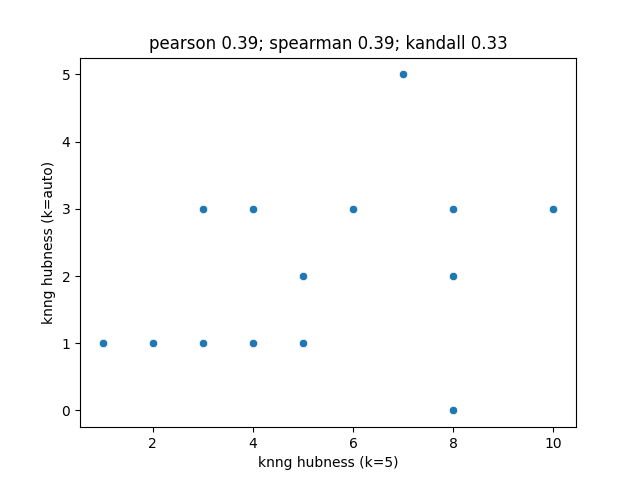 pearson 0.39; spearman 0.39; kandall 0.33
5
4
3
2
1
0
knng hubness (k=auto)
2 4 6 8 10
knng hubness (k=5)